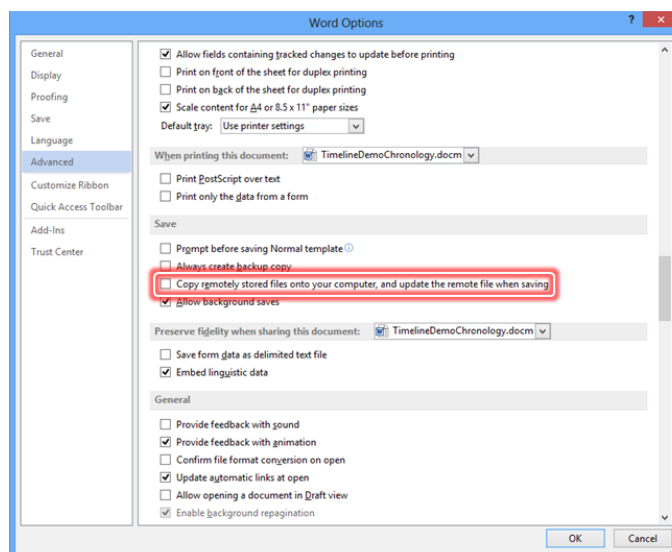 Word Options
?
General
Display
Proofing
Save
Language
Advanced
Customize Ribbon
Quick Access Toolbar
Add-Ins
Trust Center
Allow fields containing tracked changes to update before printing
Print on front of the sheet for duplex printing
Print on back of the sheet for duplex printing
Scale content for A4 or 8.5 x 11" paper sizes
Default tray: Use printer settings
When printing this document: TimelineDemoChronology.docm
Print PostScript over text
Print only the data from a form
Save
Prompt before saving Normal template
Always create backup copy
Copy remotely stored files onto your computer, and update the remote file when saving
Allow background saves
Preserve fidelity when sharing this document: TimelineDemoChronology.docm
Save form data as delimited text file
Embed linguistic data
General
Provide feedback with sound
Provide feedback with animation
Confirm file format conversion on open
Update automatic links at open
Allow opening a document in Draft view
Enable background repagination
OK Cancel